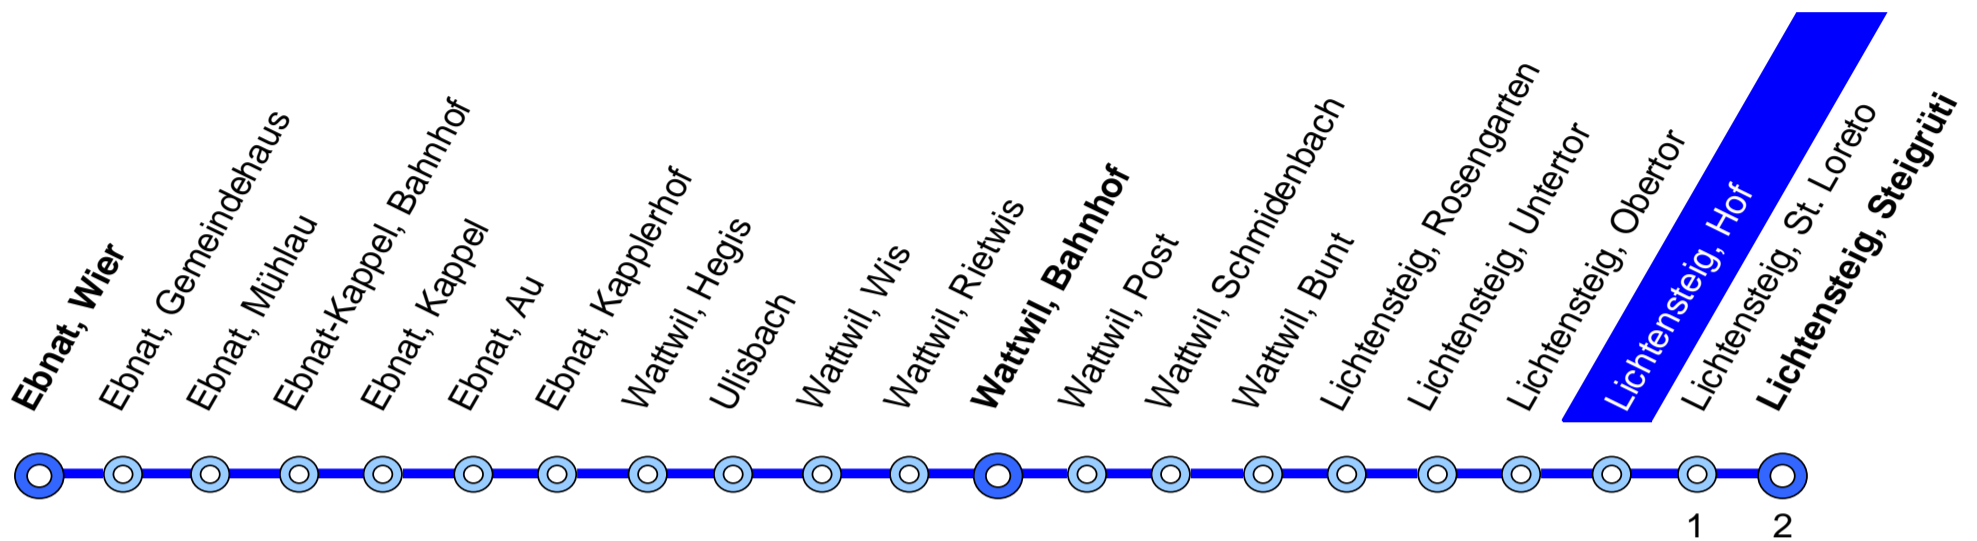 Ebnat, Wier
Ebnat, Gemeindehaus
Ebnat, Mühlau
Ebnat-Kappel, Bahnhof
Ebnat, Kappel
Ebnat, Au
Ebnat, Kapplerhof
Wattwil, Hegis
Ulisbach
Wattwil, Wis
Wattwil, Rietwis
Wattwil, Bahnhof
Wattwil, Post
Wattwil, Schmidenbach
Wattwil, Bunt
Lichtensteig, Rosengarten
Lichtensteig, Untertor
Lichtensteig, Obertor
Lichtensteig, Hof
Lichtensteig, St. Loreto
Lichtensteig, Steigrüti
1
2